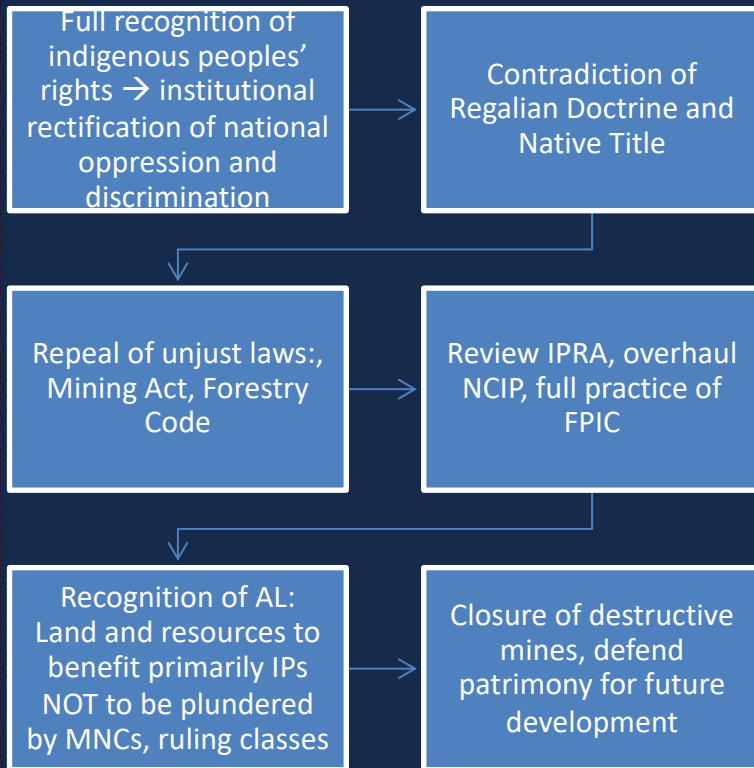 Full recognition of
indigenous peoples’
rights → institutional
rectification of national
oppression and
discrimination
Contradiction of
Regalian Doctrine and
Native Title
Repeal of unjust laws:,
Mining Act, Forestry
Code
Review IPRA, overhaul
NCIP, full practice of
FPIC
Recognition of AL:
Land and resources to
benefit primarily IPs
NOT to be plundered
by MNCs, ruling classes
Closure of destructive
mines, defend
patrimony for future
development